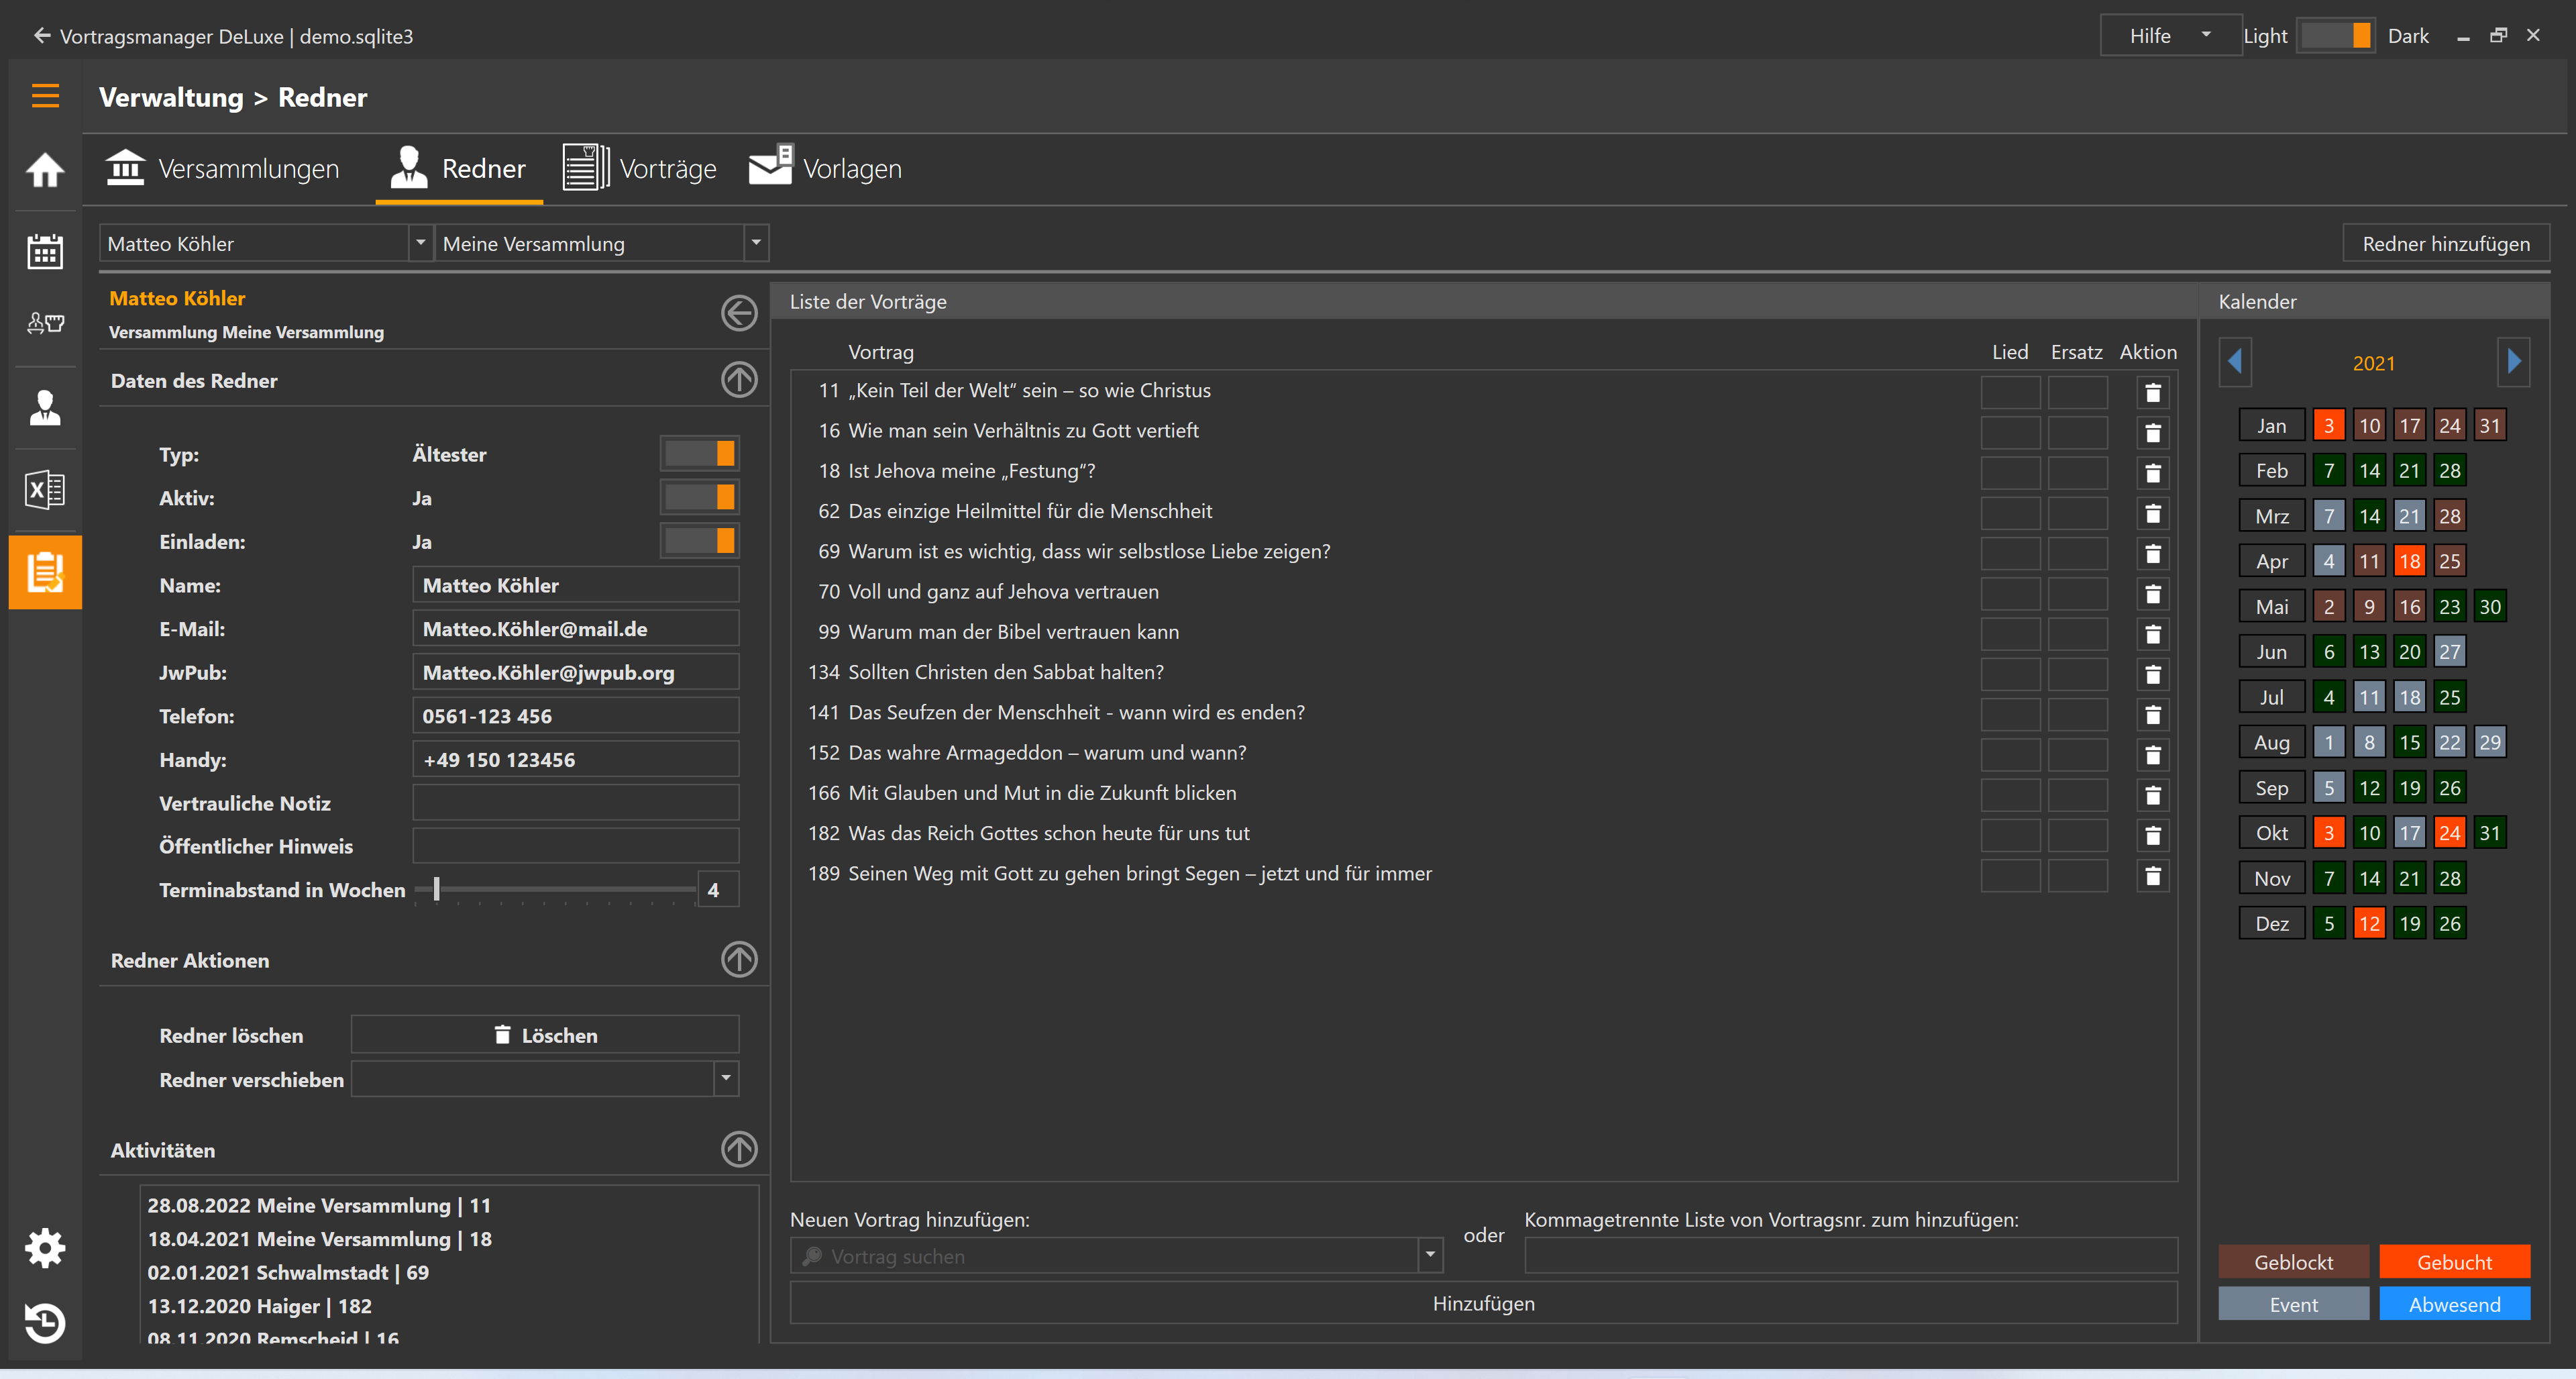 Vortragsmanager DeLuxe | demo.sqlite3
Hilfe
Light
Dark
Verwaltung > Redner
Versammlungen
Redner
Vorträge
Vorlagen
Matteo Köhler
Meine Versammlung
Redner hinzufügen
Matteo Köhler
Versammlung Meine Versammlung
Daten des Redner
Typ: Ältester
Aktiv: Ja
Einladen: Ja
Name: Matteo Köhler
E-Mail: Matteo.Köhler@mail.de
JwPub: Matteo.Köhler@jwpub.org
Telefon: 0561-123 456
Handy: +49 150 123456
Vertrauliche Notiz
Öffentlicher Hinweis
Terminabstand in Wochen 4
Redner Aktionen
Redner löschen Löschen
Redner verschieben
Aktivitäten
28.08.2022 Meine Versammlung | 11
18.04.2021 Meine Versammlung | 18
02.01.2021 Schwalmstadt | 69
13.12.2020 Haiger | 182
08.11.2020 Remscheid | 16
Liste der Vorträge
Vortrag Lied Ersatz Aktion
11 „Kein Teil der Welt“ sein – so wie Christus
16 Wie man sein Verhältnis zu Gott vertieft
18 Ist Jehova meine „Festung“?
62 Das einzige Heilmittel für die Menschheit
69 Warum ist es wichtig, dass wir selbstlose Liebe zeigen?
70 Voll und ganz auf Jehova vertrauen
99 Warum man der Bibel vertrauen kann
134 Sollten Christen den Sabbat halten?
141 Das Seufzen der Menschheit - wann wird es enden?
152 Das wahre Armageddon – warum und wann?
166 Mit Glauben und Mut in die Zukunft blicken
182 Was das Reich Gottes schon heute für uns tut
189 Seinen Weg mit Gott zu gehen bringt Segen – jetzt und für immer
Neuen Vortrag hinzufügen:
Vortrag suchen
oder
Kommagetrennte Liste von Vortragsnr. zum hinzufügen:
Hinzufügen
Kalender
2021
Jan 3 10 17 24 31
Feb 7 14 21 28
Mrz 7 14 21 28
Apr 4 11 18 25
Mai 2 9 16 23 30
Jun 6 13 20 27
Jul 4 11 18 25
Aug 1 8 15 22 29
Sep 5 12 19 26
Okt 3 10 17 24 31
Nov 7 14 21 28
Dez 5 12 19 26
Geblockt Gebucht
Event Abwesend